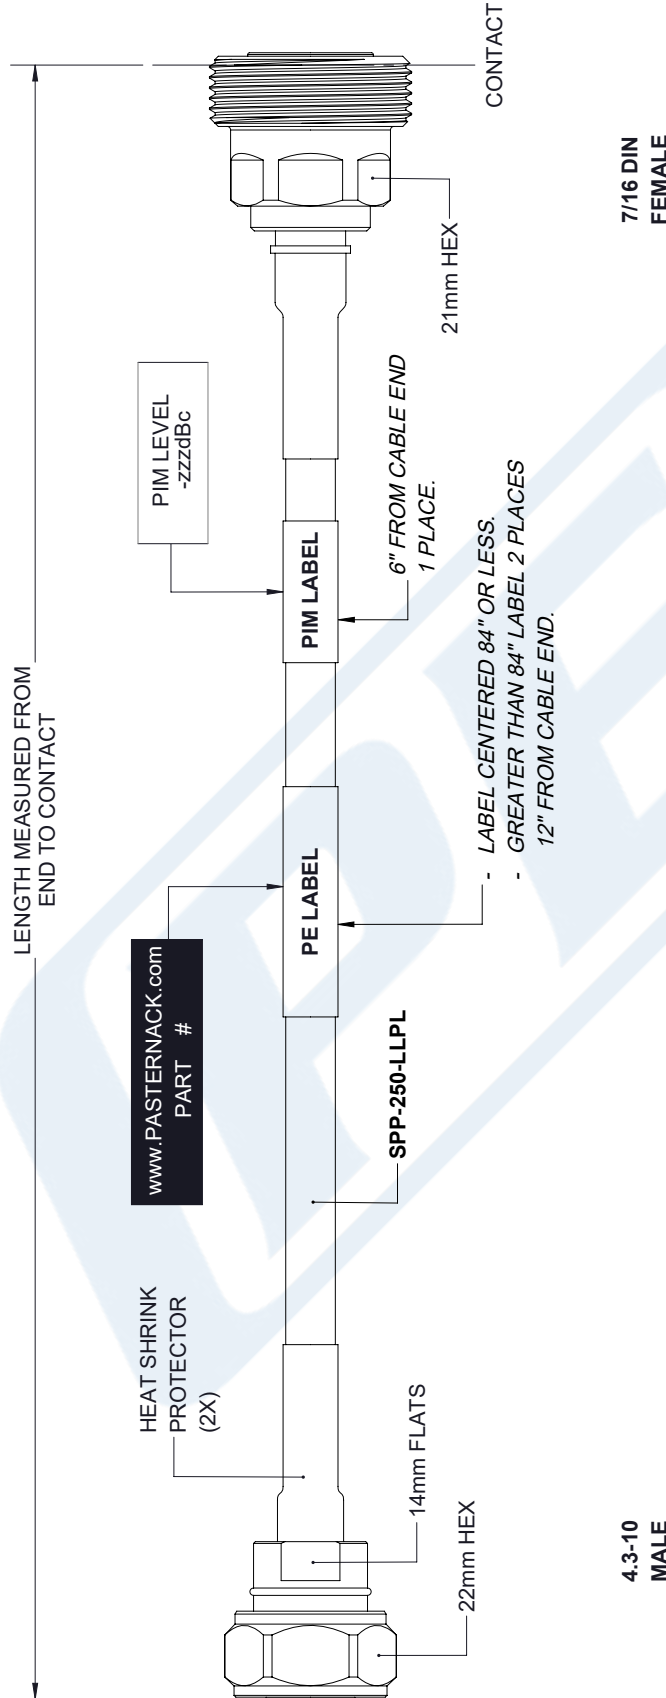 LENGTH MEASURED FROM
END TO CONTACT
HEAT SHRINK
PROTECTOR
(2X)
www.PASTERNACK.com
PART #
PIM LEVEL
-zzzdBc
PE LABEL
PIM LABEL
14mm FLATS
22mm HEX
SPP-250-LLPL
- LABEL CENTERED 84" OR LESS.
- GREATER THAN 84" LABEL 2 PLACES
12" FROM CABLE END.
6" FROM CABLE END
1 PLACE.
21mm HEX
CONTACT
4.3-10
MALE
7/16 DIN
FEMALE